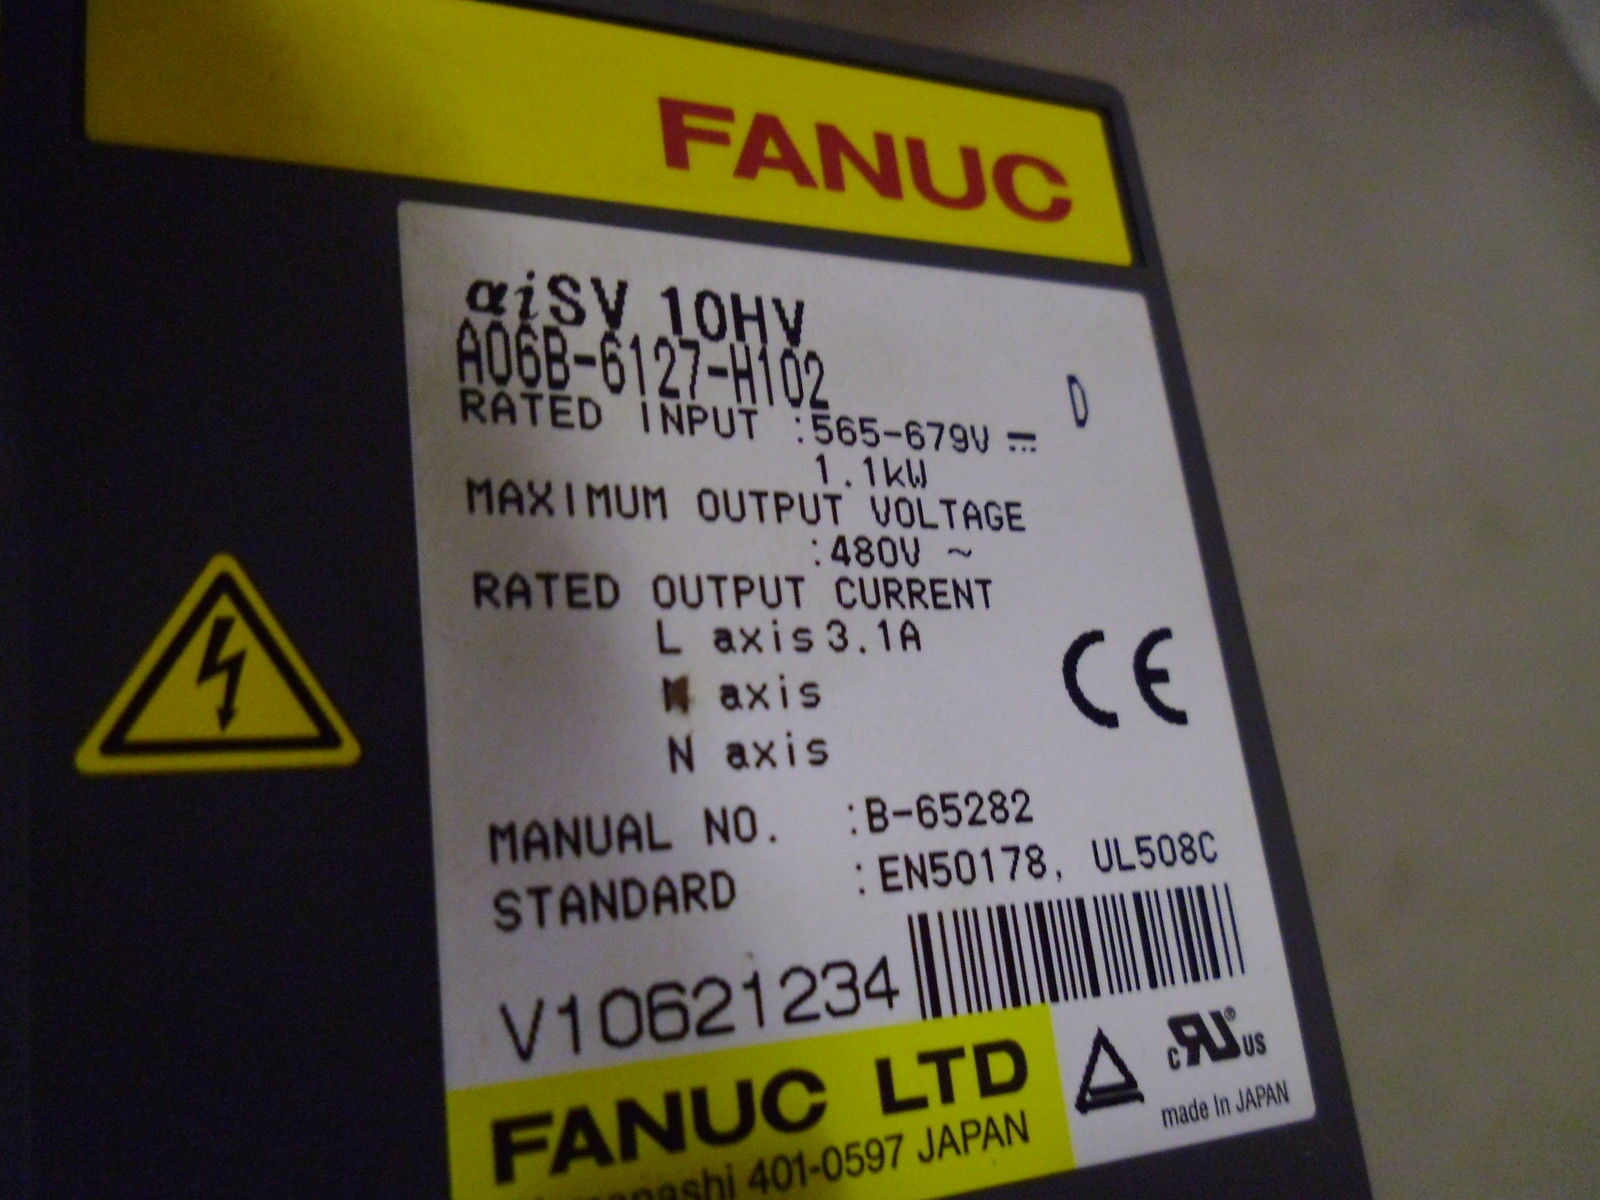 FANUC
αiSV 10HV
A06B-6127-H102
D
RATED INPUT :565-679V ⎓
1.1kW
MAXIMUM OUTPUT VOLTAGE
:480V ~
RATED OUTPUT CURRENT
L axis 3.1A
M axis
N axis
CE
MANUAL NO. :B-65282
STANDARD :EN50178, UL508C
V10621234
FANUC LTD
401-0597 JAPAN
c RU ® US
made in JAPAN